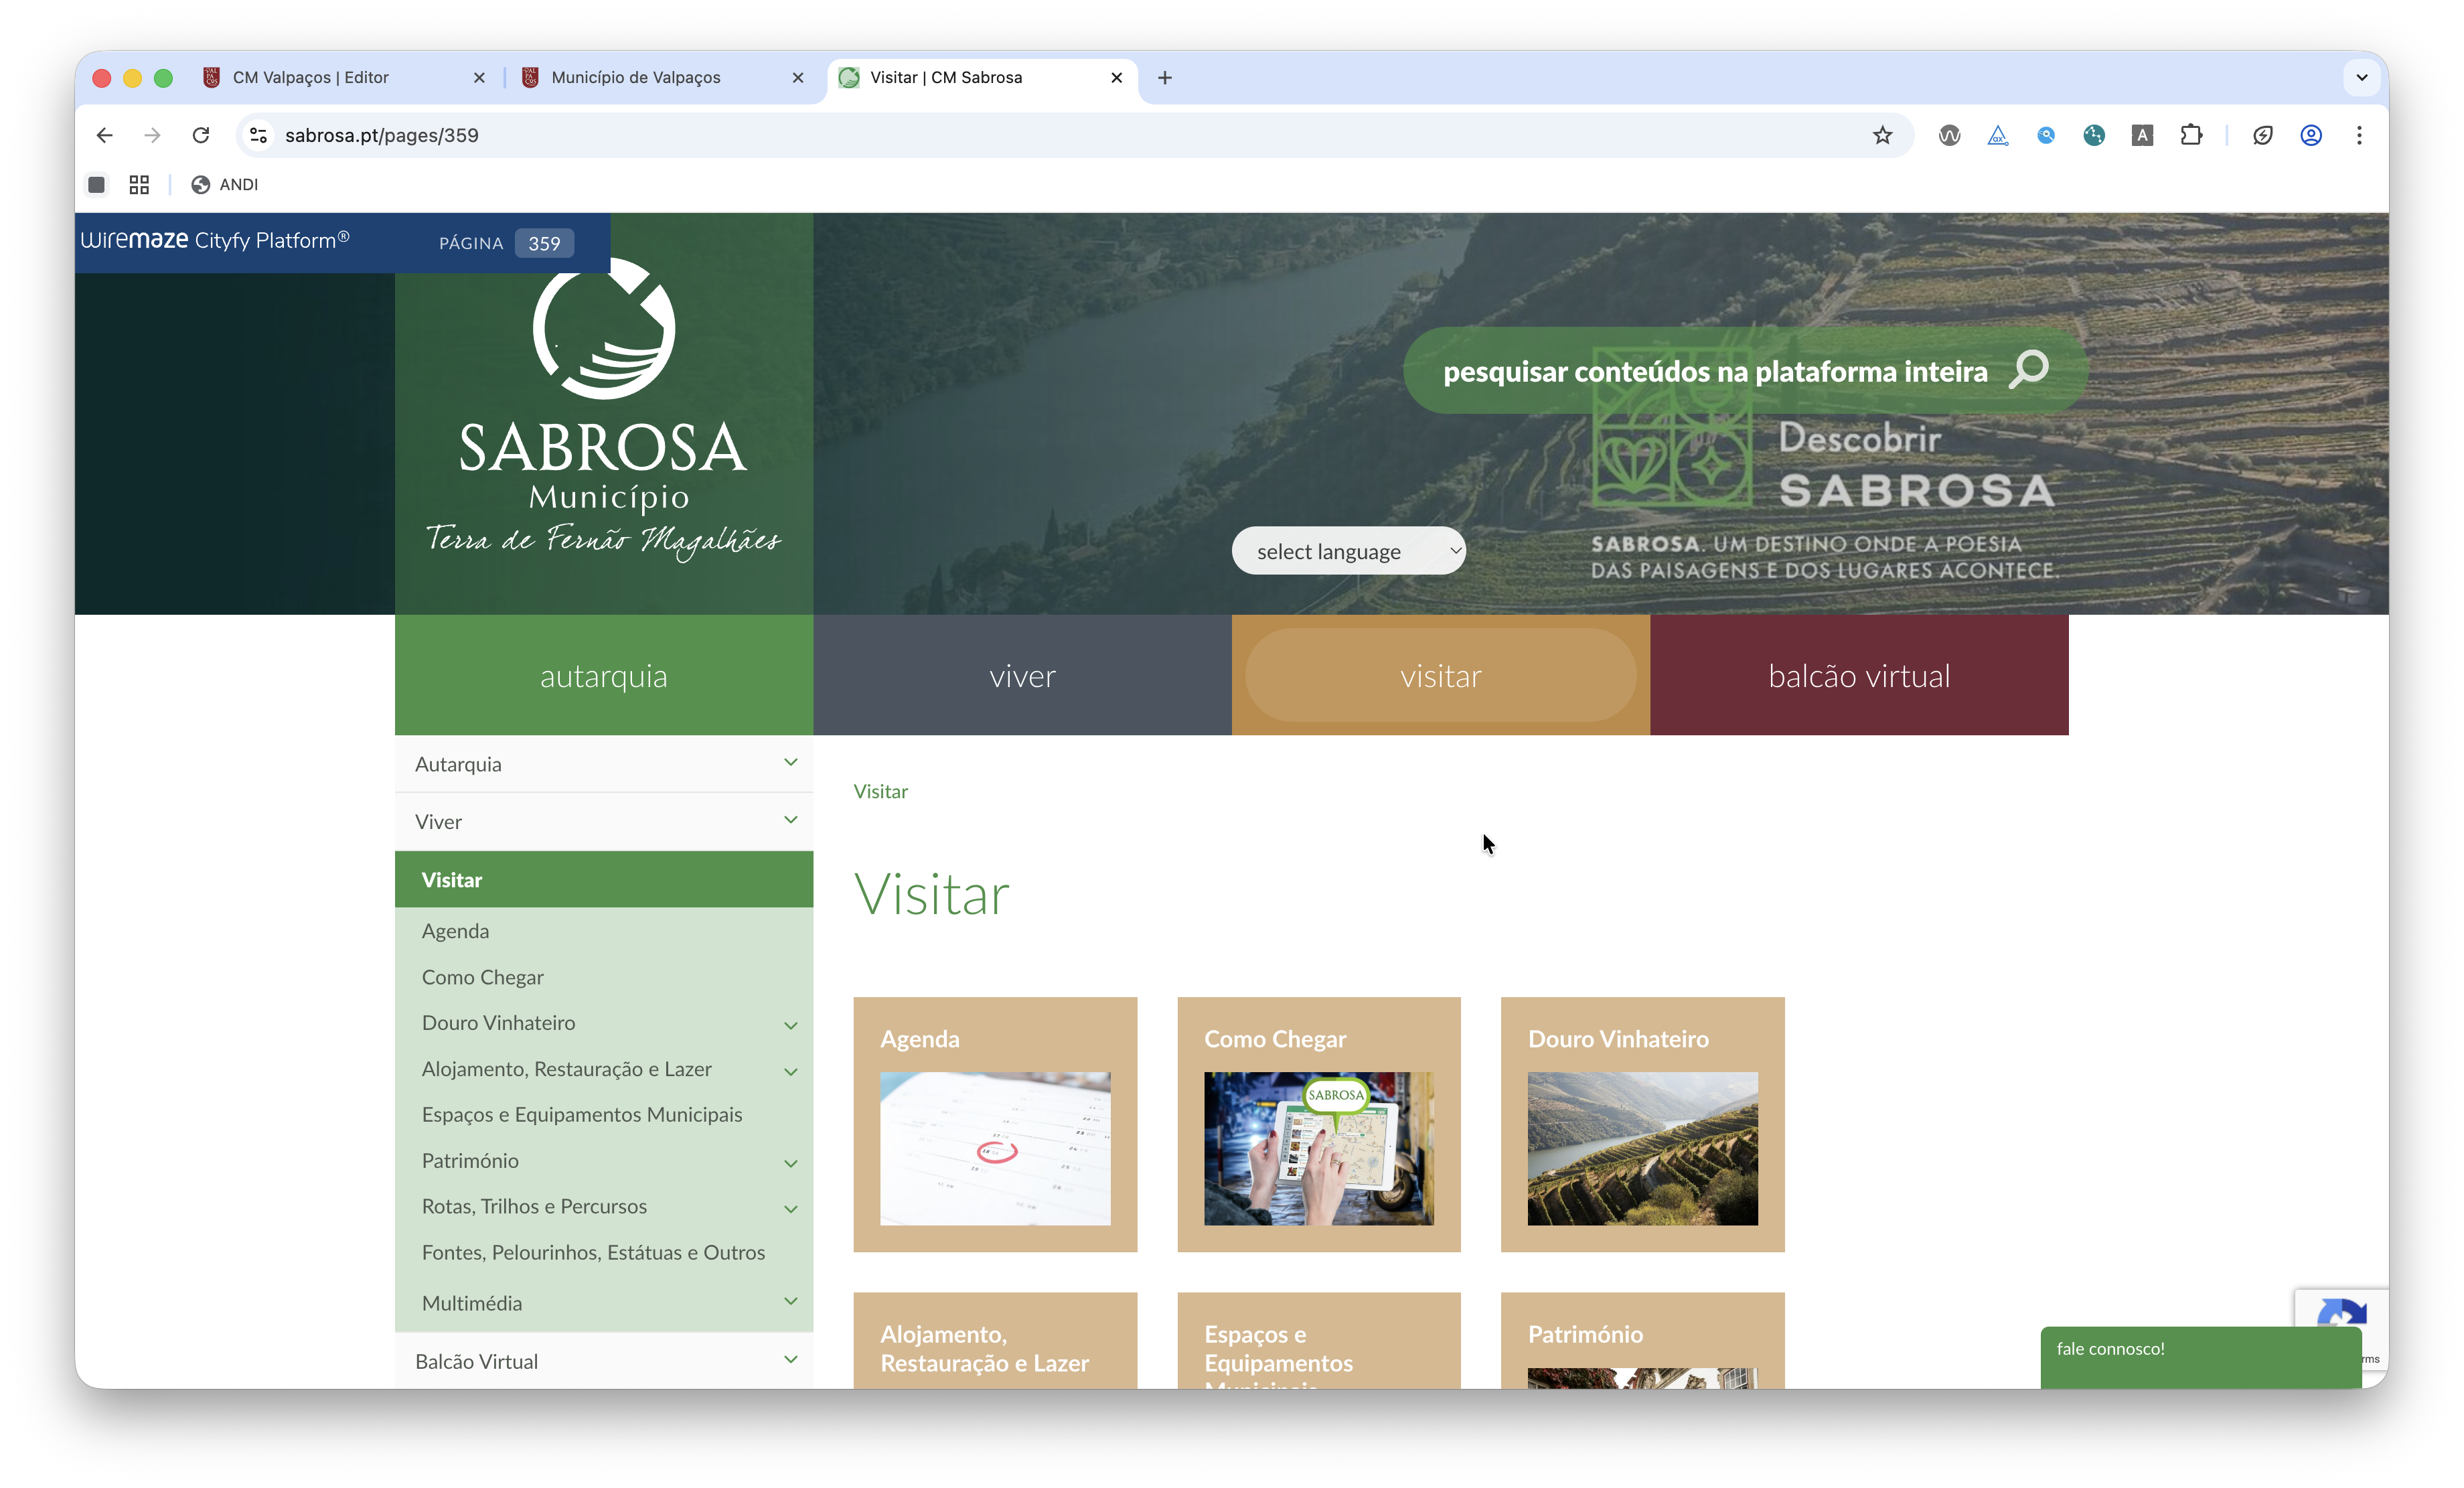 CM Valpaços | Editor
Município de Valpaços
Visitar | CM Sabrosa
sabrosa.pt/pages/359
ANDI
wiremaze Cityfy Platform®
PÁGINA 359
SABROSA
Município
Terra de Fernão Magalhães
pesquisar conteúdos na plataforma inteira
Descobrir
SABROSA
SABROSA. UM DESTINO ONDE A POESIA
DAS PAISAGENS E DOS LUGARES ACONTECE.
select language
autarquia
viver
visitar
balcão virtual
Autarquia
Viver
Visitar
Agenda
Como Chegar
Douro Vinhateiro
Alojamento, Restauração e Lazer
Espaços e Equipamentos Municipais
Património
Rotas, Trilhos e Percursos
Fontes, Pelourinhos, Estátuas e Outros
Multimédia
Balcão Virtual
Visitar
Visitar
Agenda
Como Chegar
SABROSA
Douro Vinhateiro
Alojamento,
Restauração e Lazer
Espaços e
Equipamentos
Municipais
Património
fale connosco!